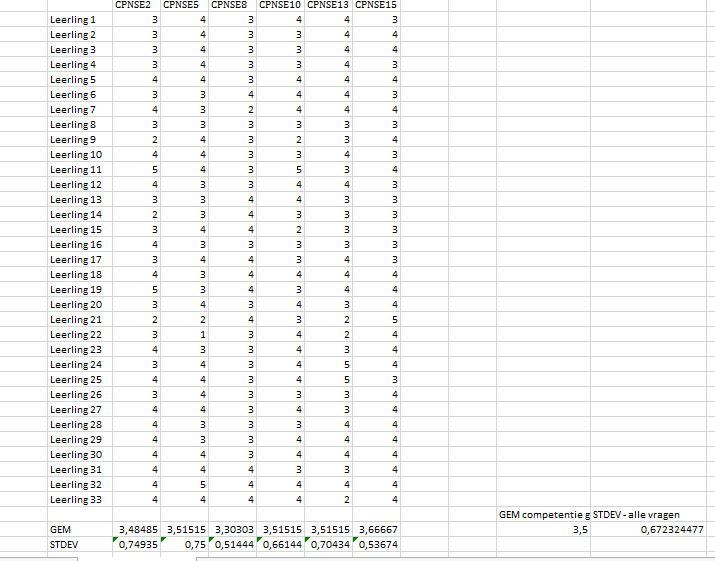 CPNSE2 CPNSE5 CPNSE8 CPNSE10 CPNSE13 CPNSE15
Leerling 1 3 4 3 4 4 3
Leerling 2 3 4 3 3 4 4
Leerling 3 3 4 3 3 4 4
Leerling 4 3 4 3 3 4 3
Leerling 5 4 4 3 4 4 4
Leerling 6 3 3 4 4 4 3
Leerling 7 4 3 2 4 4 4
Leerling 8 3 3 3 3 3 3
Leerling 9 2 4 3 2 3 4
Leerling 10 4 4 3 3 4 3
Leerling 11 5 4 3 5 3 4
Leerling 12 4 3 3 4 4 3
Leerling 13 3 3 4 4 3 3
Leerling 14 2 3 4 3 3 3
Leerling 15 3 4 4 2 3 3
Leerling 16 4 3 3 3 3 3
Leerling 17 3 4 4 3 4 3
Leerling 18 4 3 4 4 4 4
Leerling 19 5 3 4 3 4 4
Leerling 20 3 4 3 4 3 4
Leerling 21 2 2 4 3 2 5
Leerling 22 3 1 3 4 2 4
Leerling 23 4 3 3 4 3 4
Leerling 24 3 4 3 4 5 4
Leerling 25 4 4 3 4 5 3
Leerling 26 3 4 3 3 3 4
Leerling 27 4 4 3 4 3 4
Leerling 28 4 3 3 3 4 4
Leerling 29 4 3 3 4 4 4
Leerling 30 4 4 3 4 4 4
Leerling 31 4 4 4 3 3 4
Leerling 32 4 5 4 4 4 4
Leerling 33 4 4 4 4 2 4
GEM competentie g STDEV - alle vragen
GEM 3,48485 3,51515 3,30303 3,51515 3,51515 3,66667 3,5 0,672324477
STDEV 0,74935 0,75 0,51444 0,66144 0,70434 0,53674